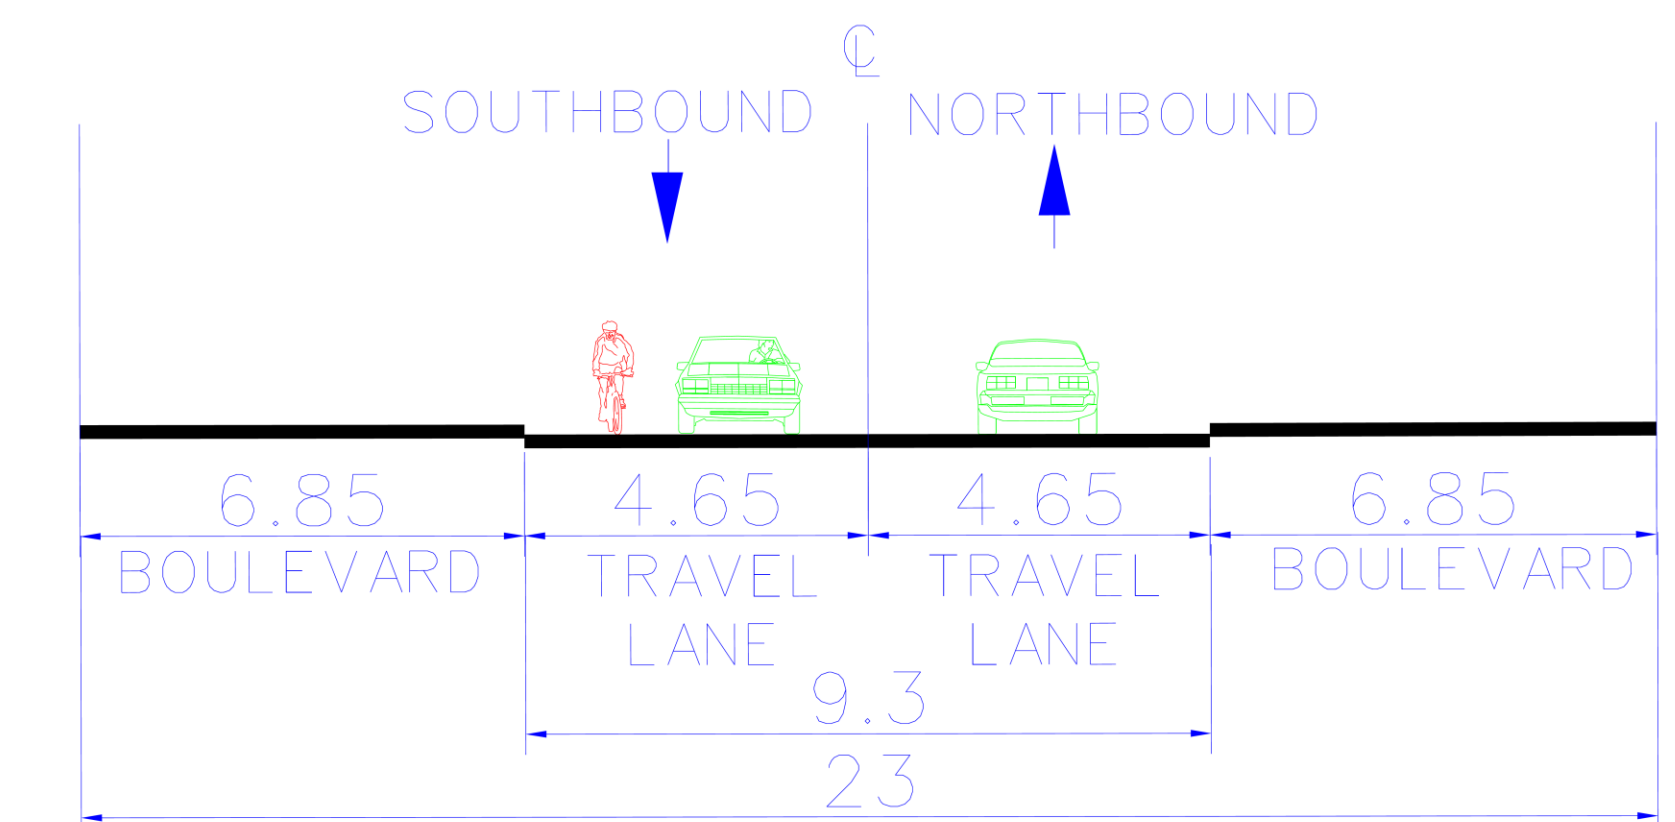 ℄
SOUTHBOUND NORTHBOUND
6.85 4.65 4.65 6.85
BOULEVARD TRAVEL LANE TRAVEL LANE BOULEVARD
9.3
23